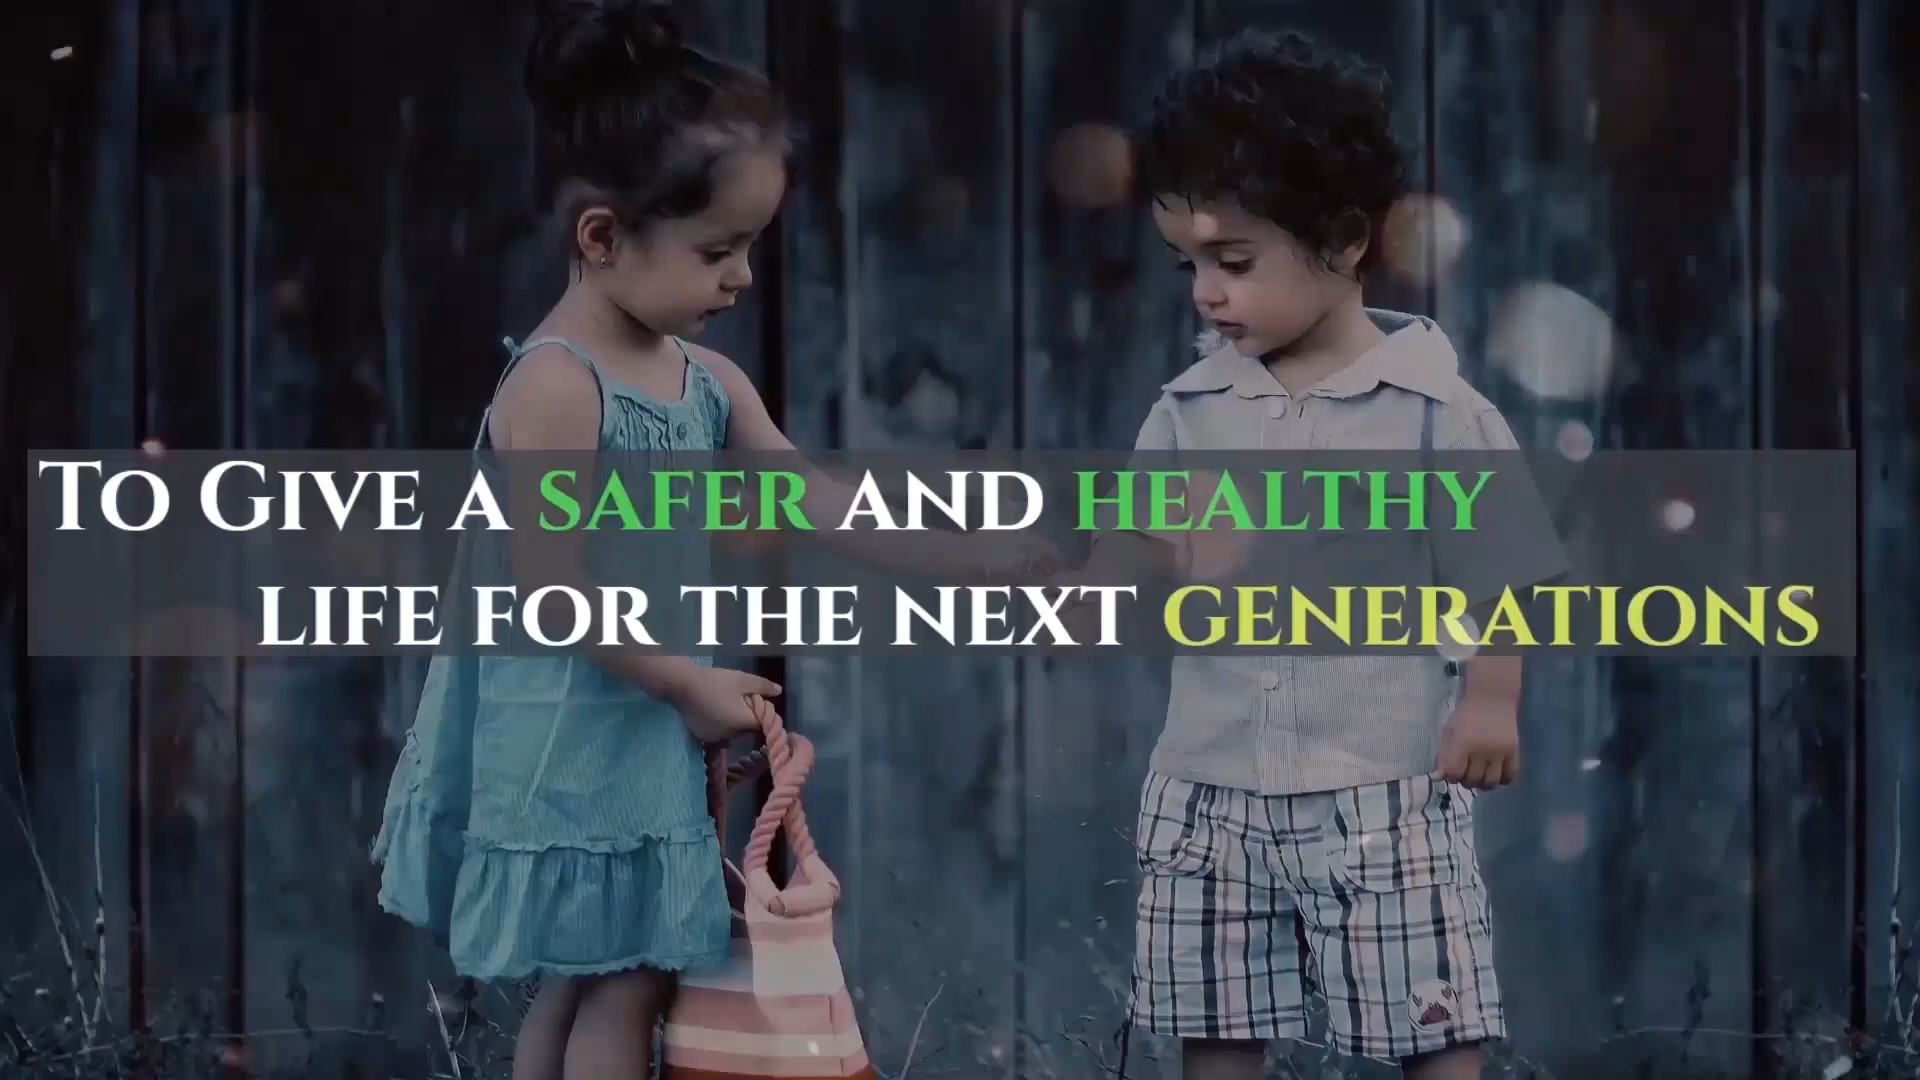 To Give a safer and healthy
life for the next generations